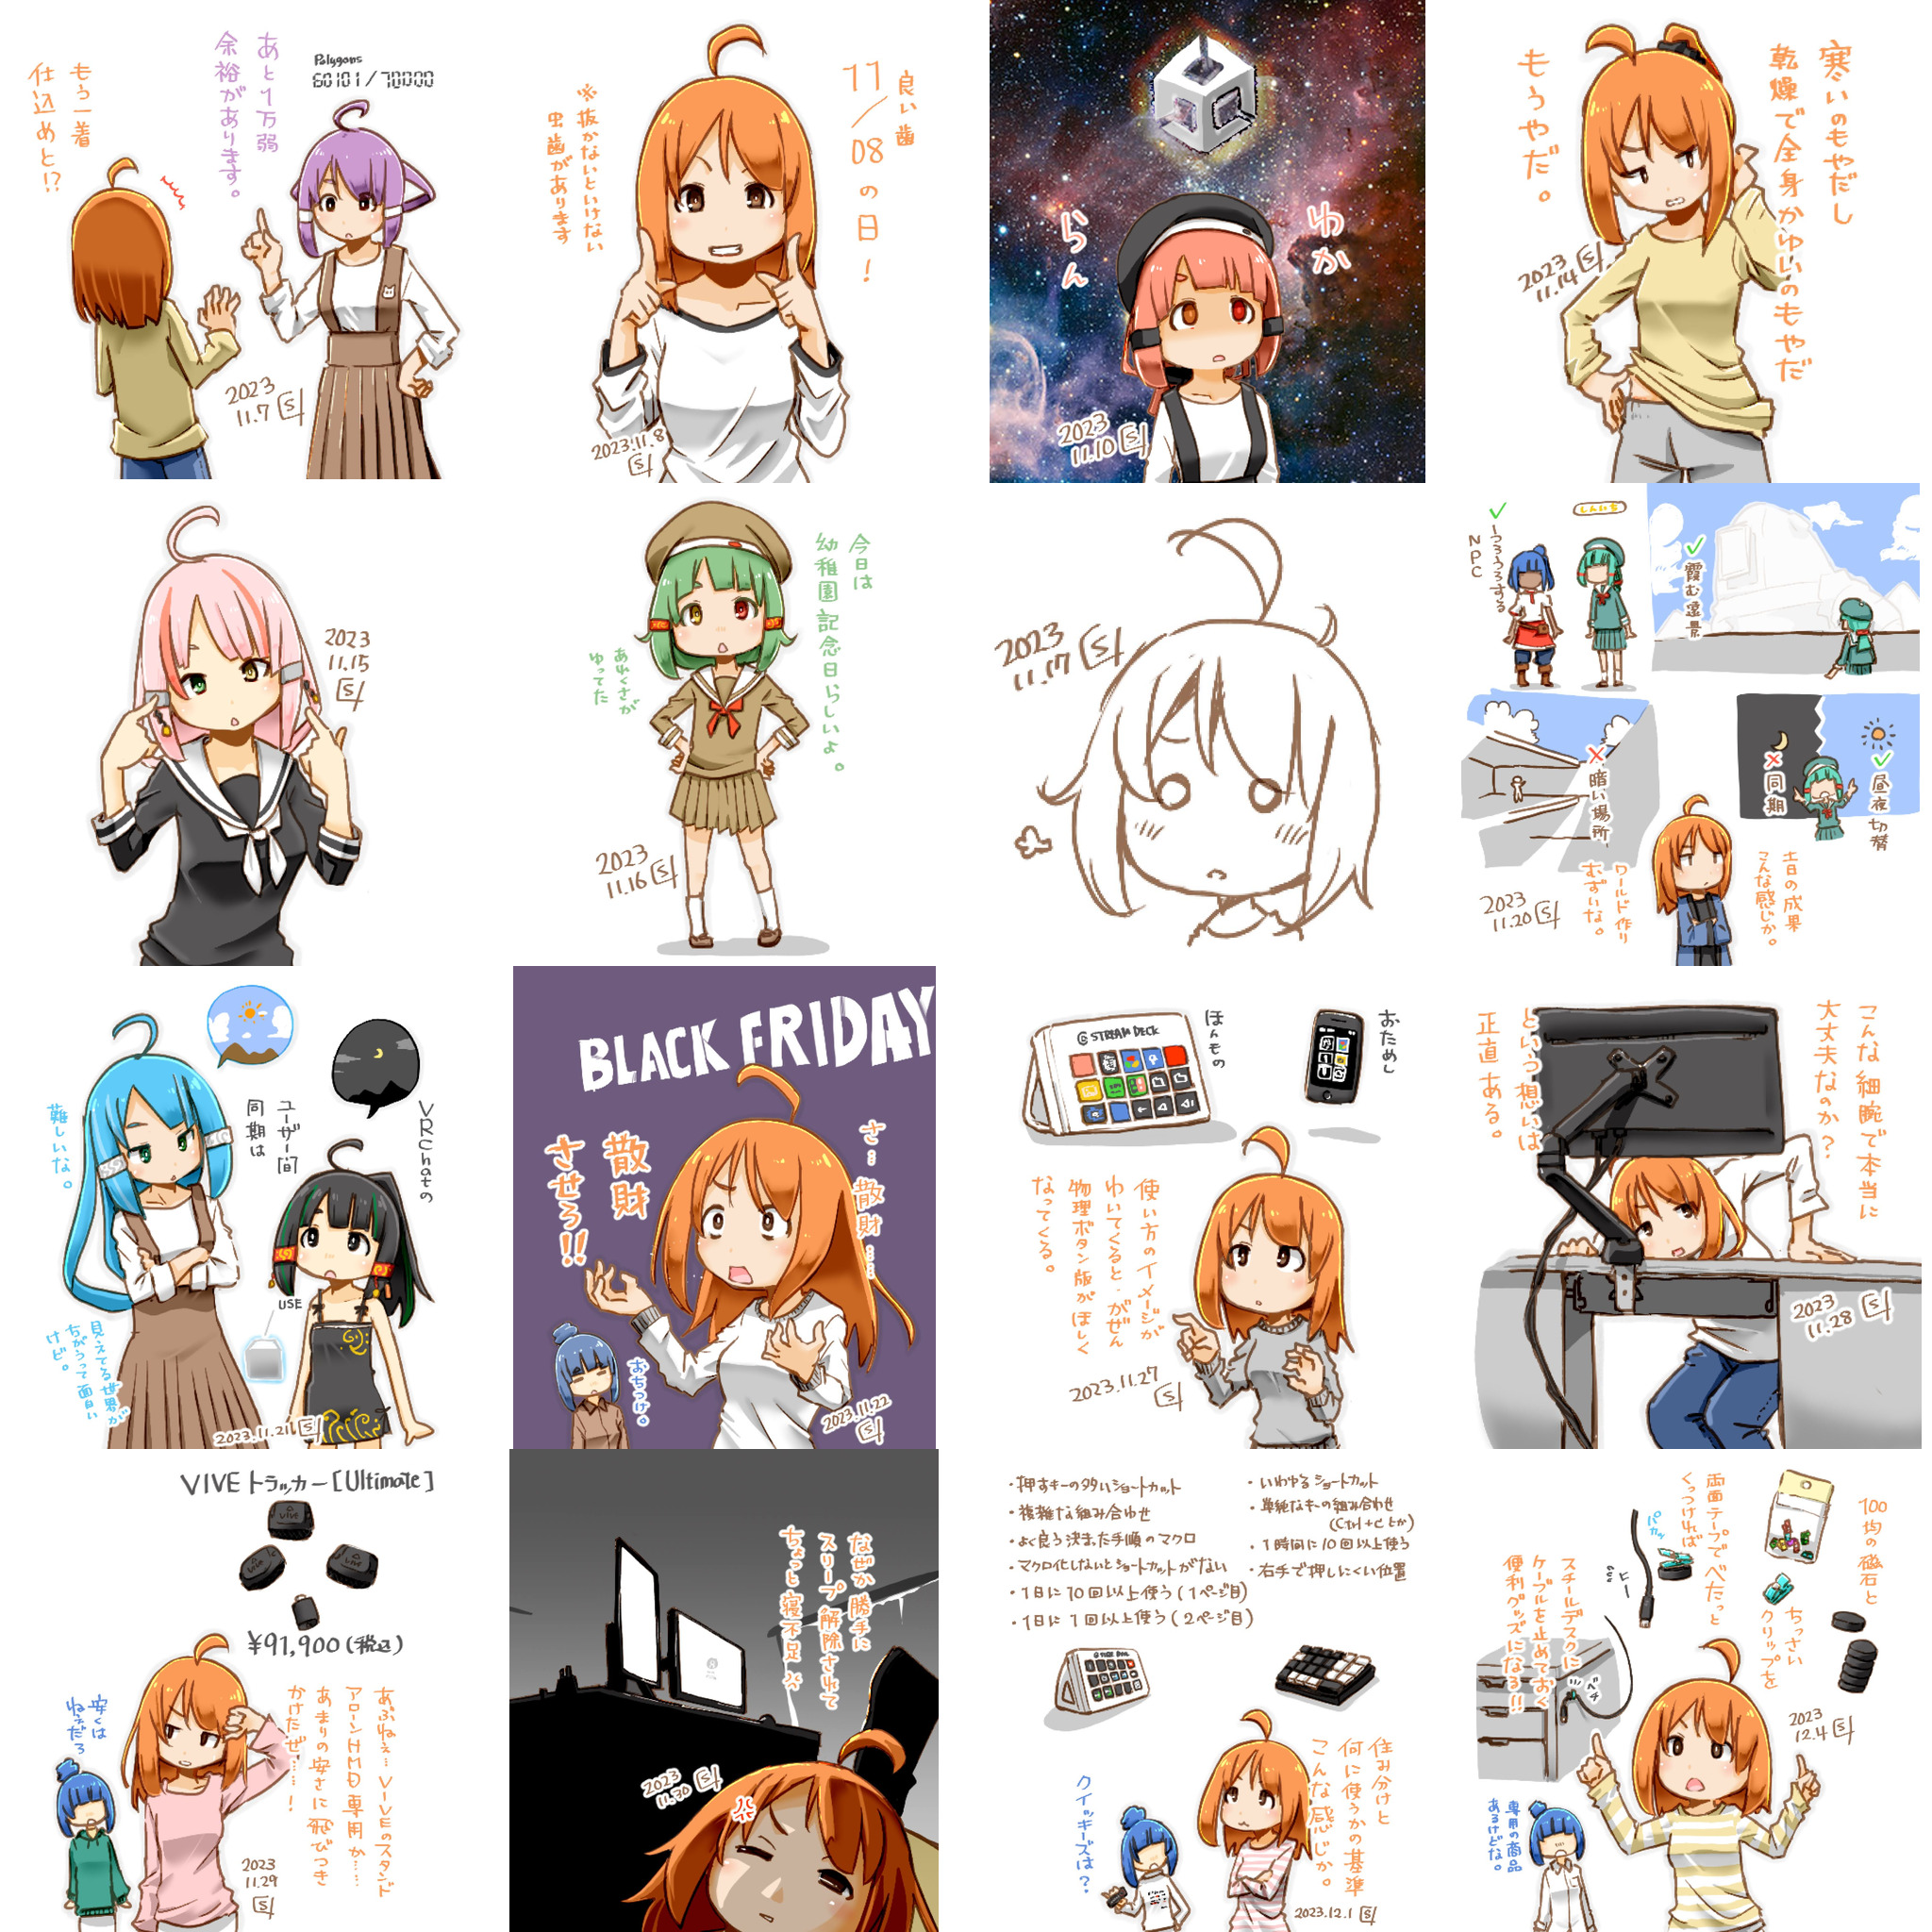 Polygons
60101/70000
あと1万弱
余裕があります。
もう一着
仕込めと!?
2023
11.7
良い歯
11/08の日!
※抜かないといけない
虫歯があります
2023.11.8
ゆか
いらん
2023
11.10
寒いのもやだし
乾燥で全身かゆいのもやだ
もうやだ。
2023
11.14
2023
11.15
今日は
幼稚園記念日らしいよ。
あれくさが
ゆってた
2023
11.16
2023
11.17
うろうろする
NPC
しんいち
霞む遠景
暗い場所
同期
昼夜切替
土日の成果
こんな感じか。
ワールド作り
むずいな。
2023
11.20
VRChatの
ユーザー間
同期は
難しいな。
USE
見えてる世界が
ちがうって面白い
けど。
2023.11.21
BLACK FRIDAY
さ…散財……
散財
させろ!!
おちつけ。
2023.11.22
STREAM DECK
ほんもの
おためし
使い方のイメージが
わいてくると、がぜん
物理ボタン版がほしく
なってくる。
2023.11.27
こんな細腕で本当に
大丈夫なのか?
という想いは
正直ある。
2023
11.28
VIVEトラッカー[Ultimate]
VIVE
VIVE
VIVE
¥91,900(税込)
あぶねぇ…VIVEのスタンド
アローンHMD専用か……
あまりの安さに飛びつき
かけたぜ……!
安くは
ねぇだろ
2023
11.29
なぜか勝手に
スリープ解除されて
ちょっと寝不足
2023
11.30
・押すキーの多いショートカット
・複雑な組み合わせ
・よく使う決まった手順のマクロ
・マクロ化しないとショートカットがない
・1日に10回以上使う(1ページ目)
・1日に1回以上使う(2ページ目)
・いわゆるショートカット
・単純なキーの組み合わせ
(Ctrl+Cとか)
・1時間に10回以上使う
・右手で押しにくい位置
住み分けと
何に使うかの基準
こんな感じか。
クイッキーズは?
2023.12.1
100均の磁石と
ちっさい
クリップを
両面テープでべたっと
くっつければ
パカッ
スチールデスクに
ケーブルを止めておく
便利グッズになる!!
専用の商品
あるけどな。
2023
12.4